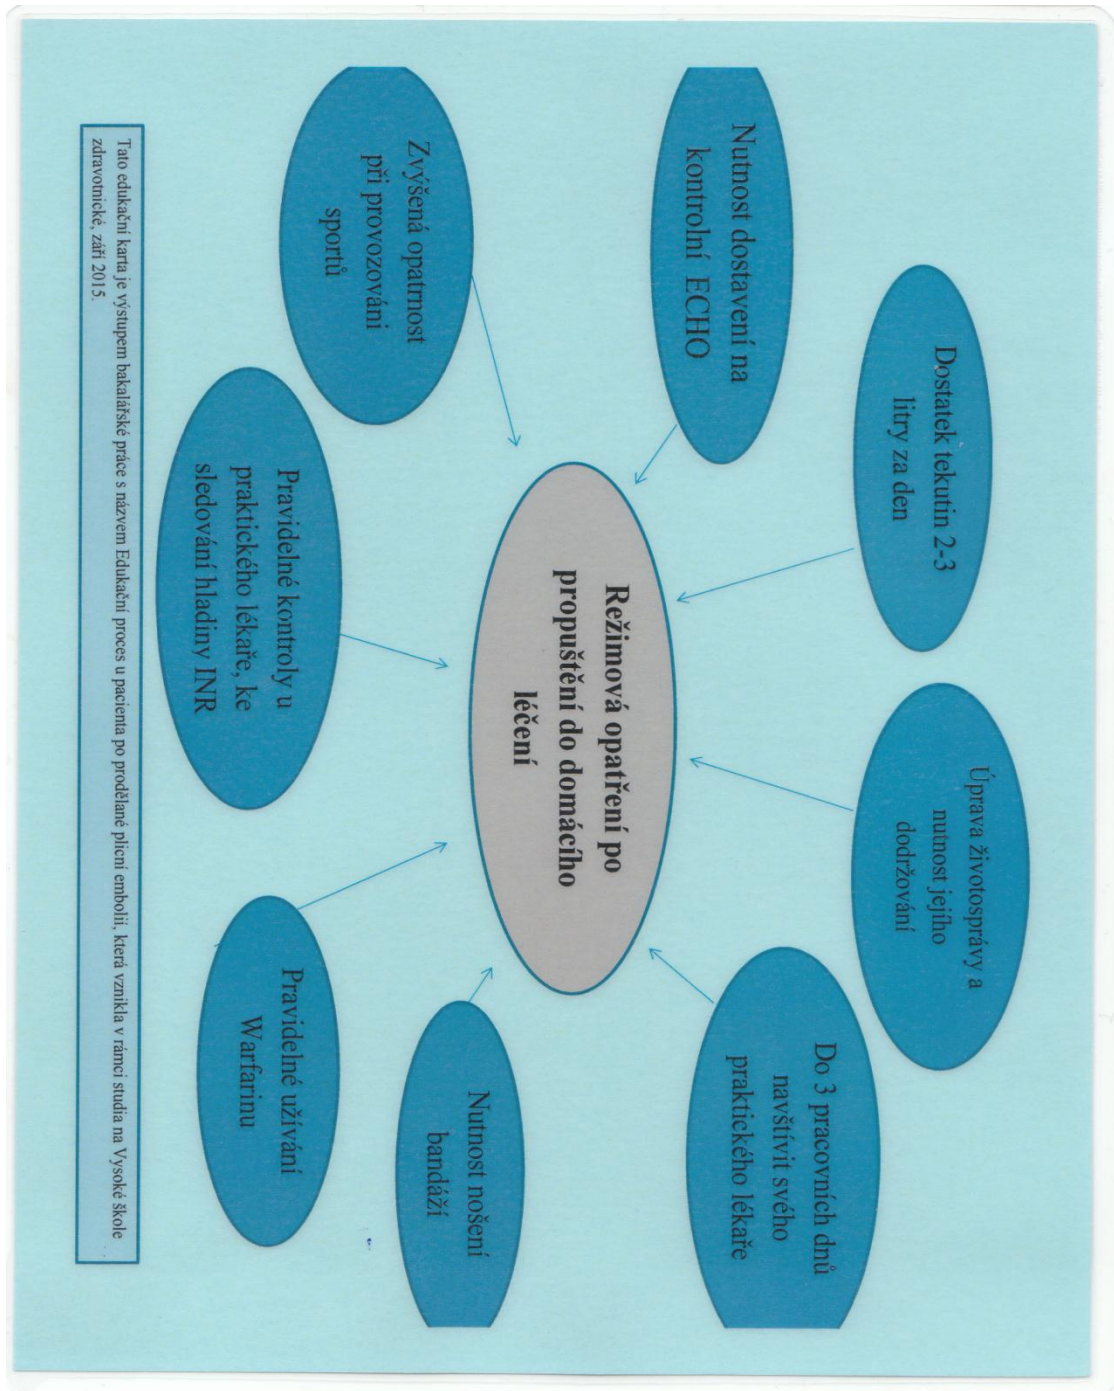 Úprava životosprávy a
nutnost jejího
dodržování
Dostatek tekutin 2-3
litry za den
Do 3 pracovních dnů
navštívit svého
praktického lékaře
Nutnost dostavení na
kontrolní ECHO
Režimová opatření po
propuštění do domácího
léčení
Nutnost nošení
bandáží
Zvýšená opatrnost
při provozováni
sportů
Pravidelné kontroly u
praktického lékaře, ke
sledování hladiny INR
Pravidelné užívání
Warfarinu
Tato edukační karta je výstupem bakalářské práce s názvem Edukační proces u pacienta po prodělané plicní embolii, která vznikla v rámci studia na Vysoké škole
zdravotnické, září 2015.